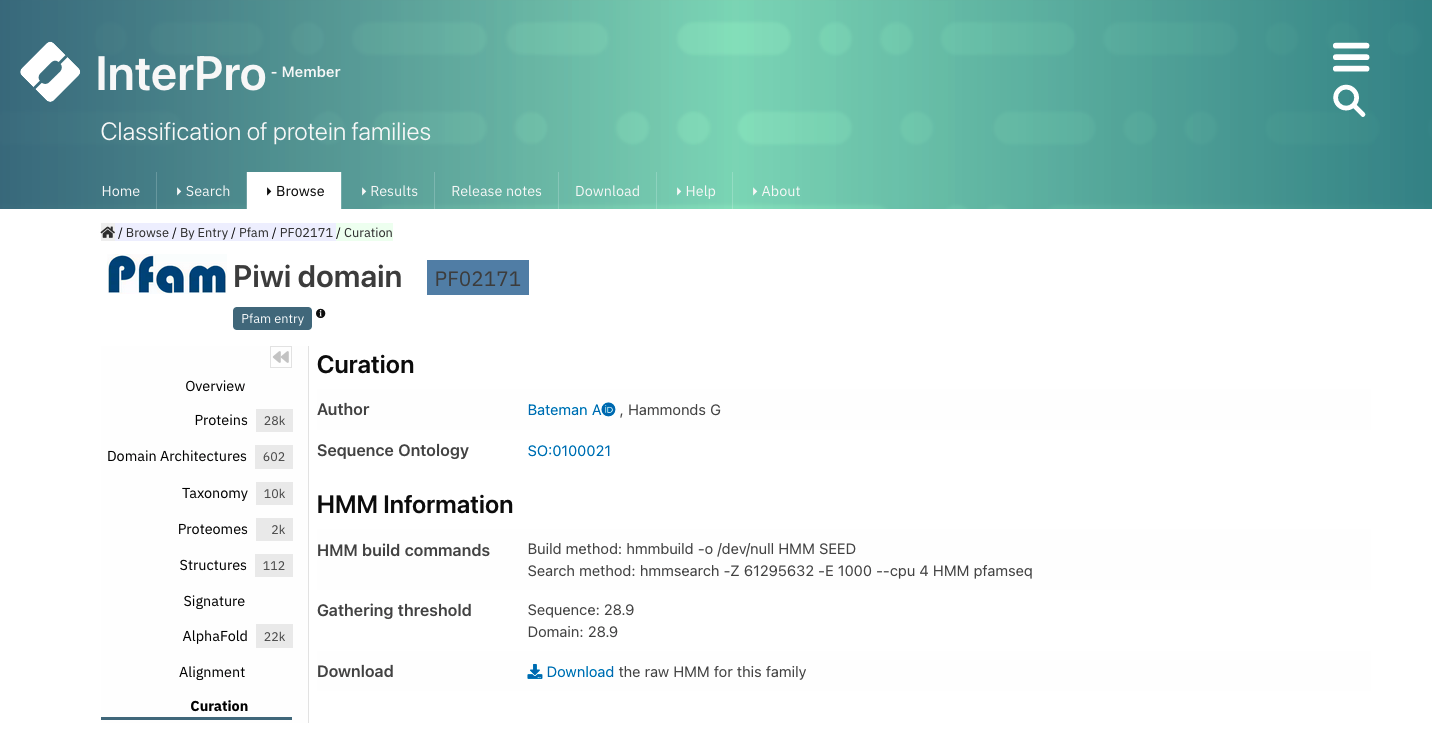 InterPro - Member
Classification of protein families
Home Search Browse Results Release notes Download Help About
/ Browse / By Entry / Pfam / PF02171 / Curation
Pfam Piwi domain PF02171
Pfam entry
Overview
Proteins 28k
Domain Architectures 602
Taxonomy 10k
Proteomes 2k
Structures 112
Signature
AlphaFold 22k
Alignment
Curation
Curation
Author Bateman A iD , Hammonds G
Sequence Ontology SO:0100021
HMM Information
HMM build commands Build method: hmmbuild -o /dev/null HMM SEED
Search method: hmmsearch -Z 61295632 -E 1000 --cpu 4 HMM pfamseq
Gathering threshold Sequence: 28.9
Domain: 28.9
Download Download the raw HMM for this family